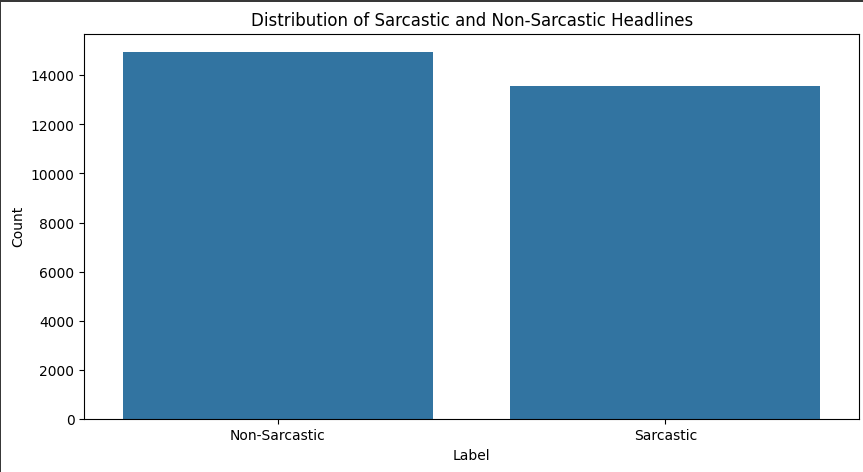 Distribution of Sarcastic and Non-Sarcastic Headlines
14000
12000
10000
8000
6000
4000
2000
0
Count
Non-Sarcastic
Sarcastic
Label